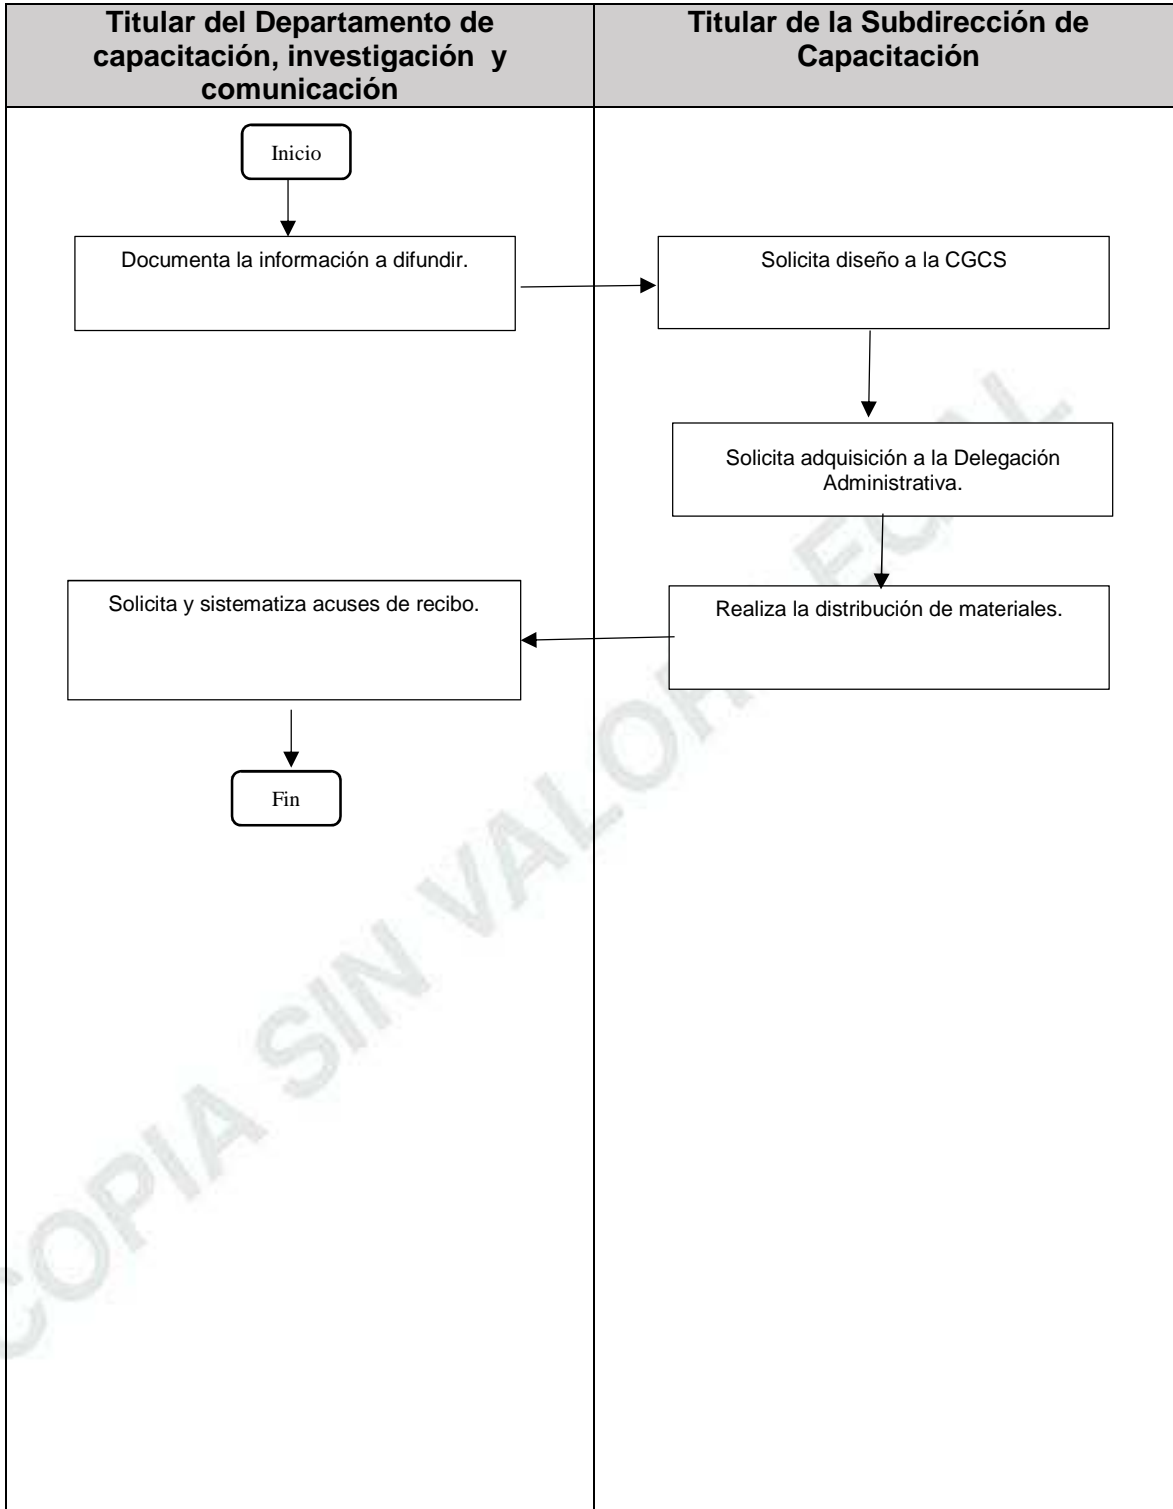 Titular del Departamento de
capacitación, investigación y
comunicación
Titular de la Subdirección de
Capacitación
Inicio
Documenta la información a difundir.
Solicita diseño a la CGCS
Solicita adquisición a la Delegación
Administrativa.
Solicita y sistematiza acuses de recibo.
Realiza la distribución de materiales.
Fin
COPIA SIN VALOR LEGAL